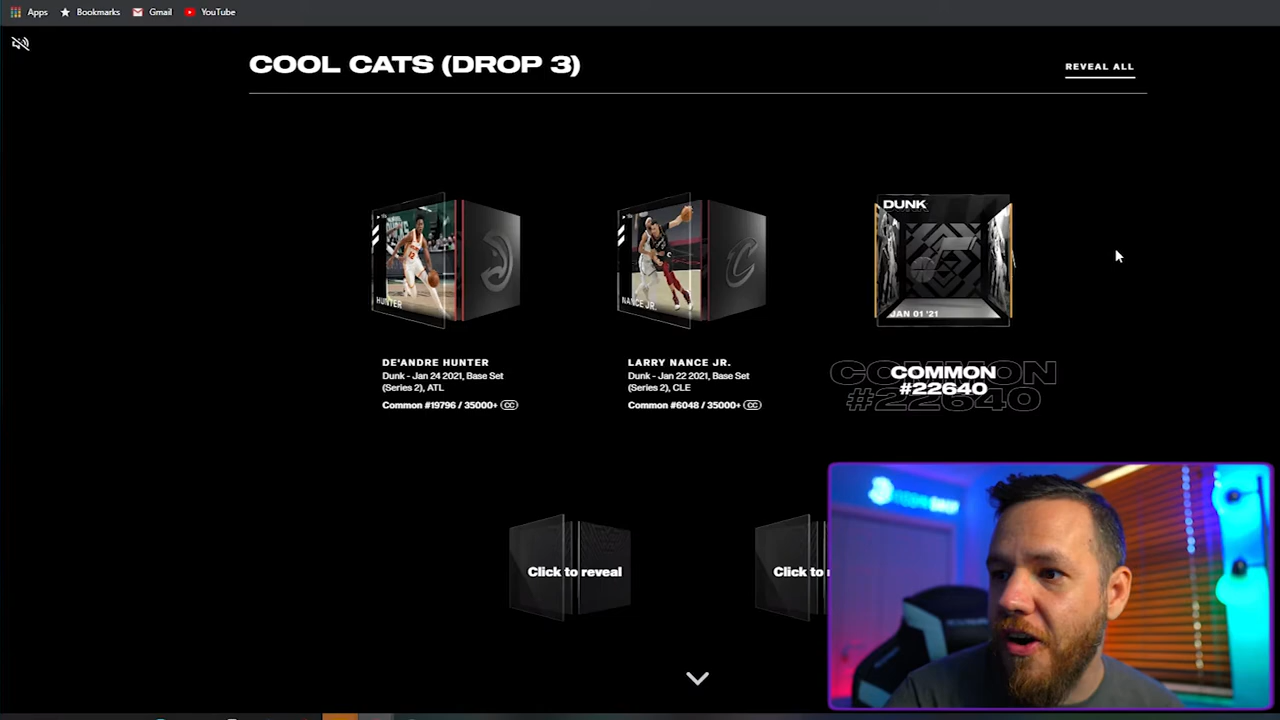 Apps Bookmarks Gmail YouTube
COOL CATS (DROP 3)
REVEAL ALL
HUNTER
NANCE JR.
DUNK
JAN 01 '21
DE'ANDRE HUNTER
Dunk - Jan 24 2021, Base Set
(Series 2), ATL
Common #19796 / 35000+ CC
LARRY NANCE JR.
Dunk - Jan 22 2021, Base Set
(Series 2), CLE
Common #6048 / 35000+ CC
COMMON
#22640
Click to reveal
Click to